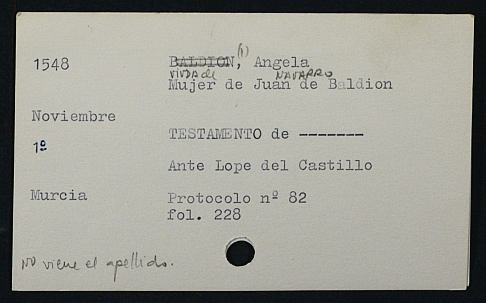 1548
BALDION, (1) Angela
viuda de NAVARRO
Mujer de Juan de Baldion
Noviembre
1º
TESTAMENTO de -------
Ante Lope del Castillo
Murcia
Protocolo nº 82
fol. 228
NO viene el apellido.